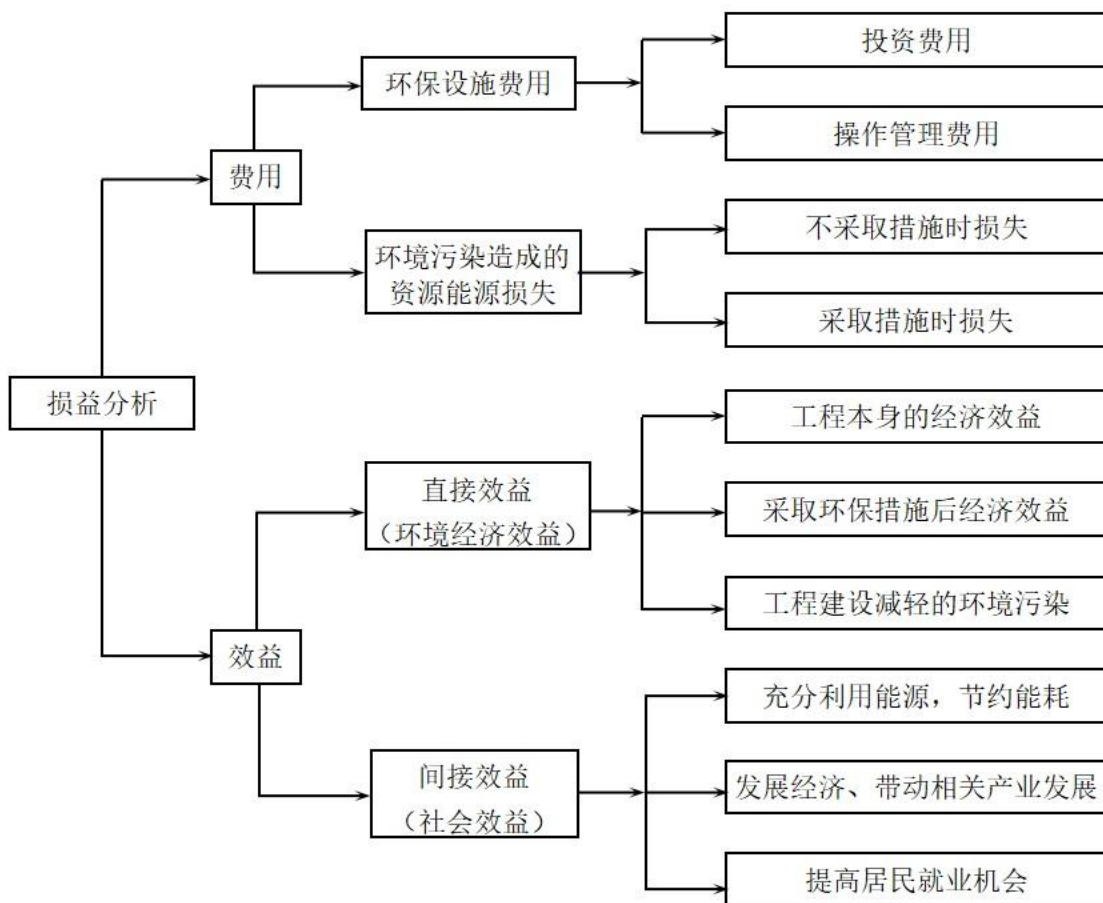 投资费用
环保设施费用
操作管理费用
费用
不采取措施时损失
环境污染造成的
资源能源损失
采取措施时损失
损益分析
工程本身的经济效益
直接效益
（环境经济效益）
采取环保措施后经济效益
工程建设减轻的环境污染
效益
充分利用能源，节约能耗
间接效益
（社会效益）
发展经济、带动相关产业发展
提高居民就业机会